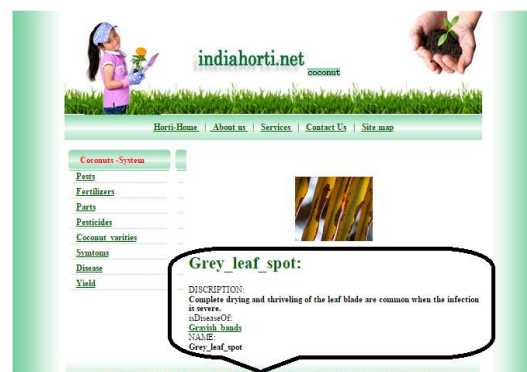 indiahorti.net
coconut
Horti-Home | About us | Services | Contact Us | Site map
Coconuts -System
Pests
Fertilizers
Parts
Pesticides
Coconut varities
Symtoms
Disease
Yield
Grey_leaf_spot:
DISCRIPTION:
Complete drying and shriveling of the leaf blade are common when the infection
is severe.
isDiseaseOf:
Grayish bands
NAME:
Grey_leaf_spot